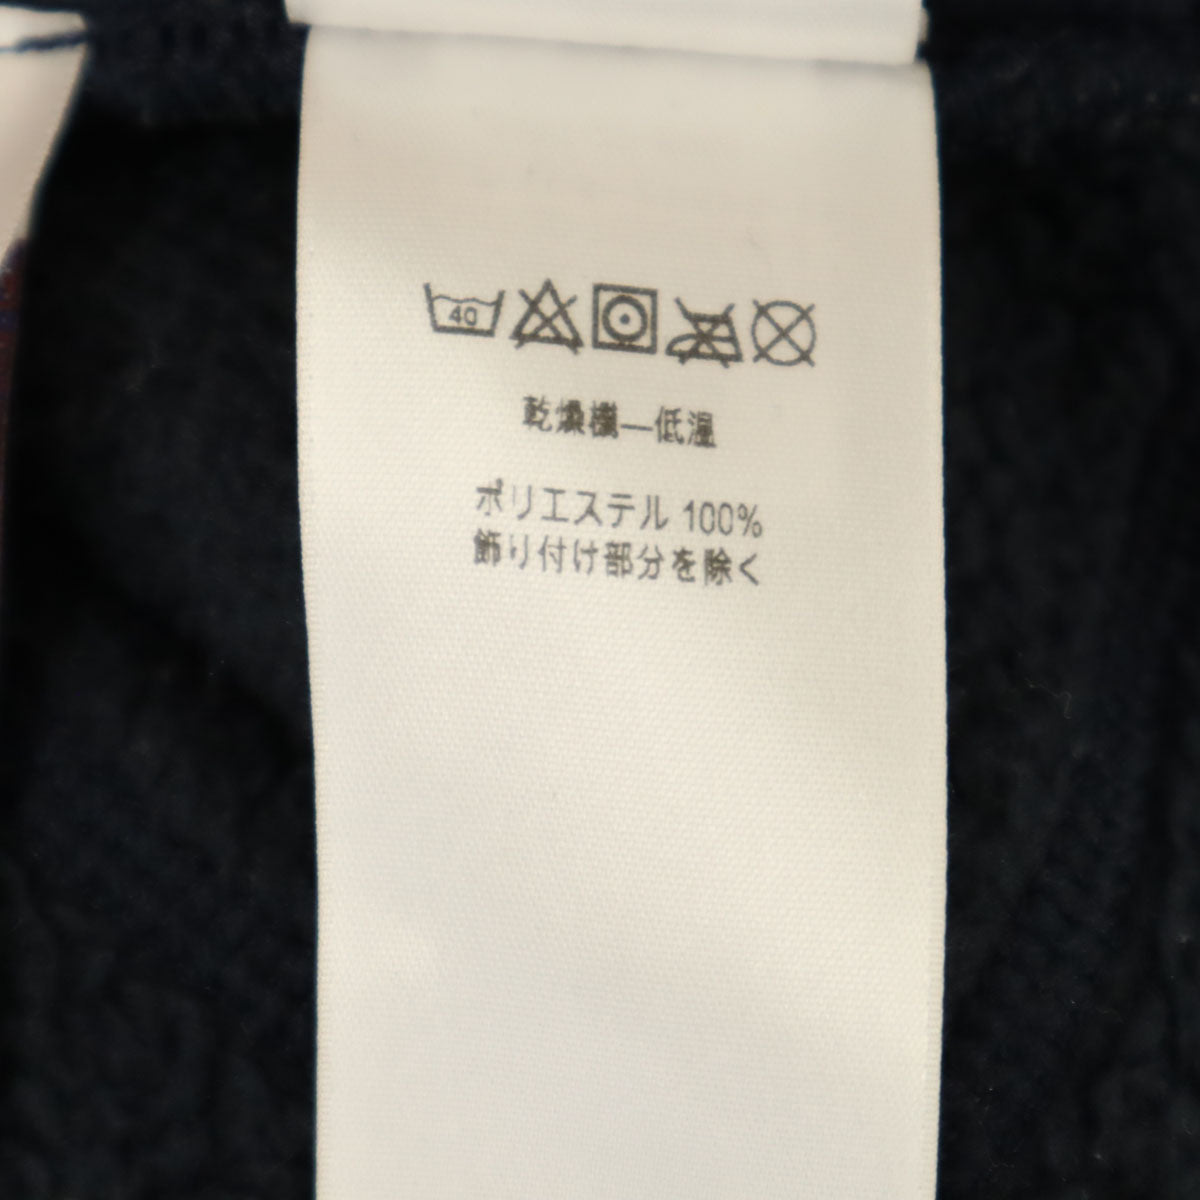 40
乾燥機—低温
ポリエステル 100%
飾り付け部分を除く